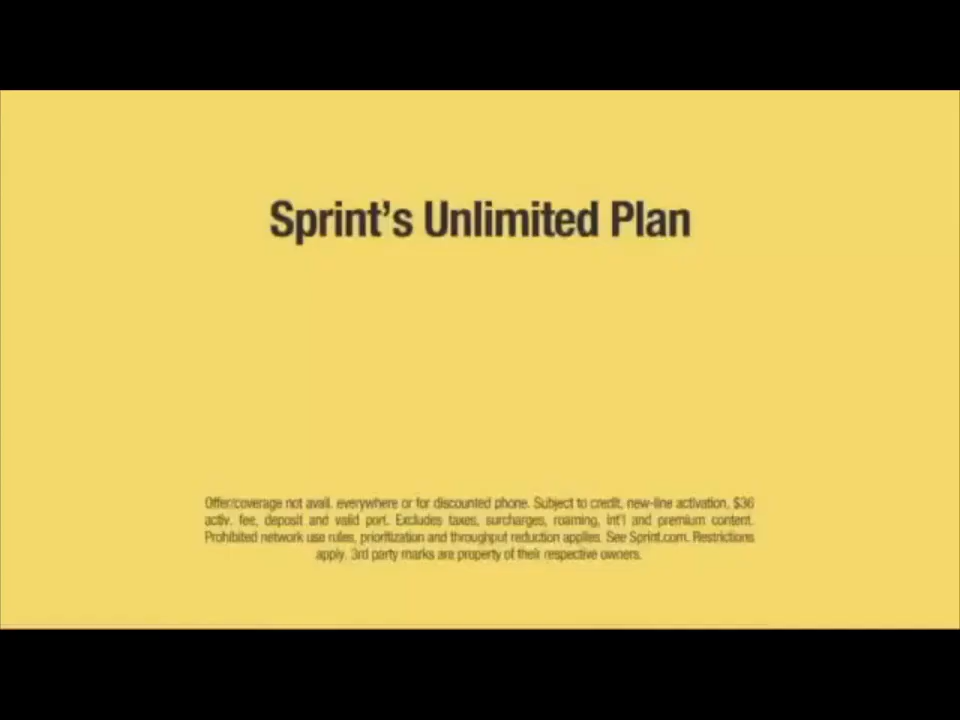 Sprint's Unlimited Plan
Offer/coverage not avail. everywhere or for discounted phone. Subject to credit, new-line activation, $36
activ. fee, deposit and valid port. Excludes taxes, surcharges, roaming, int'l and premium content.
Prohibited network use rules, prioritization and throughput reduction applies. See Sprint.com. Restrictions
apply. 3rd party marks are property of their respective owners.